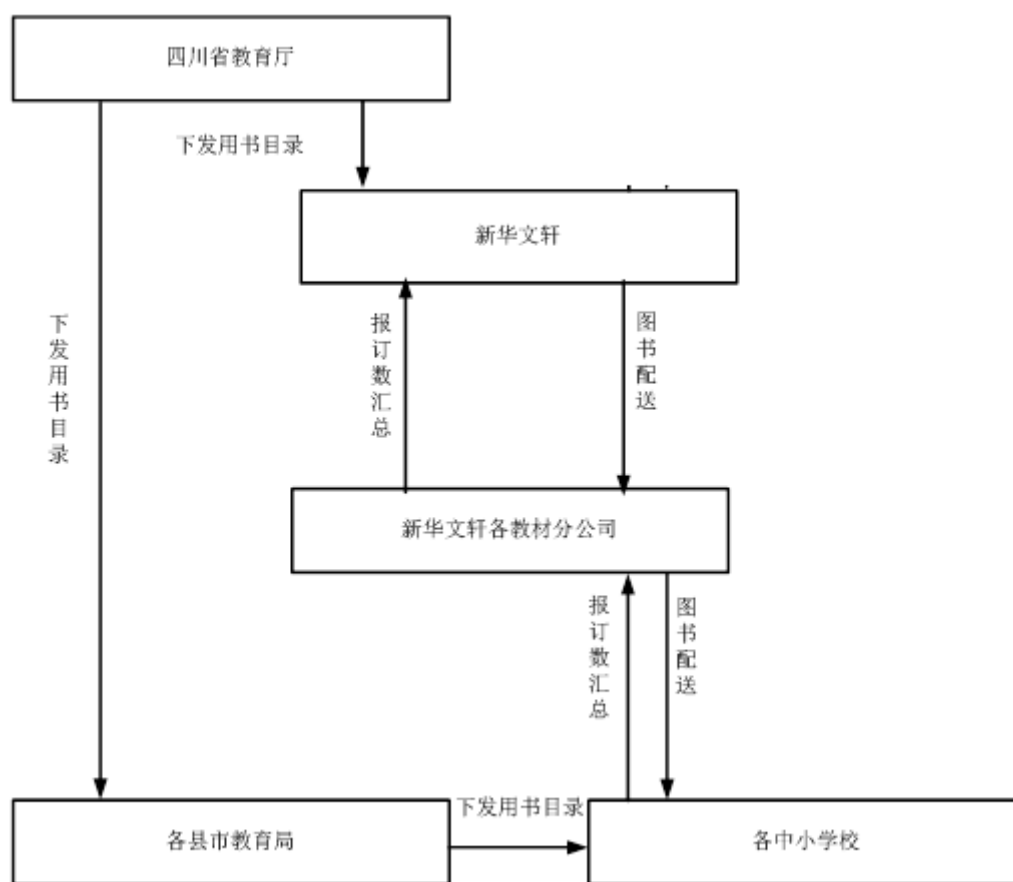 四川省教育厅
下发用书目录
新华文轩
下发用书目录
报订数汇总
图书配送
新华文轩各教材分公司
报订数汇总
图书配送
下发用书目录
各县市教育局
各中小学校